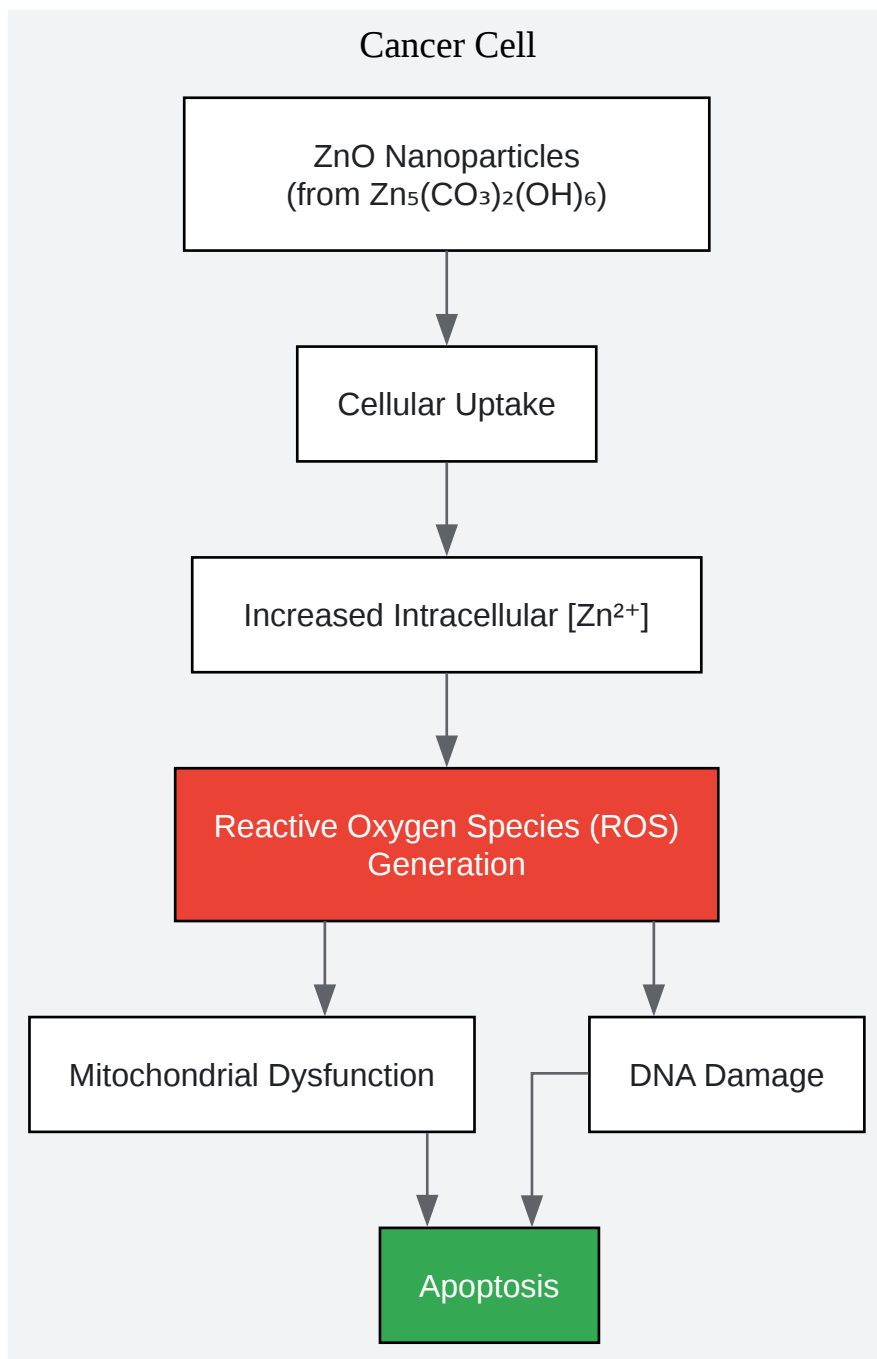 Cancer Cell
ZnO Nanoparticles
(from Zn₅(CO₃)₂(OH)₆)
Cellular Uptake
Increased Intracellular [Zn²⁺]
Reactive Oxygen Species (ROS)
Generation
Mitochondrial Dysfunction
DNA Damage
Apoptosis